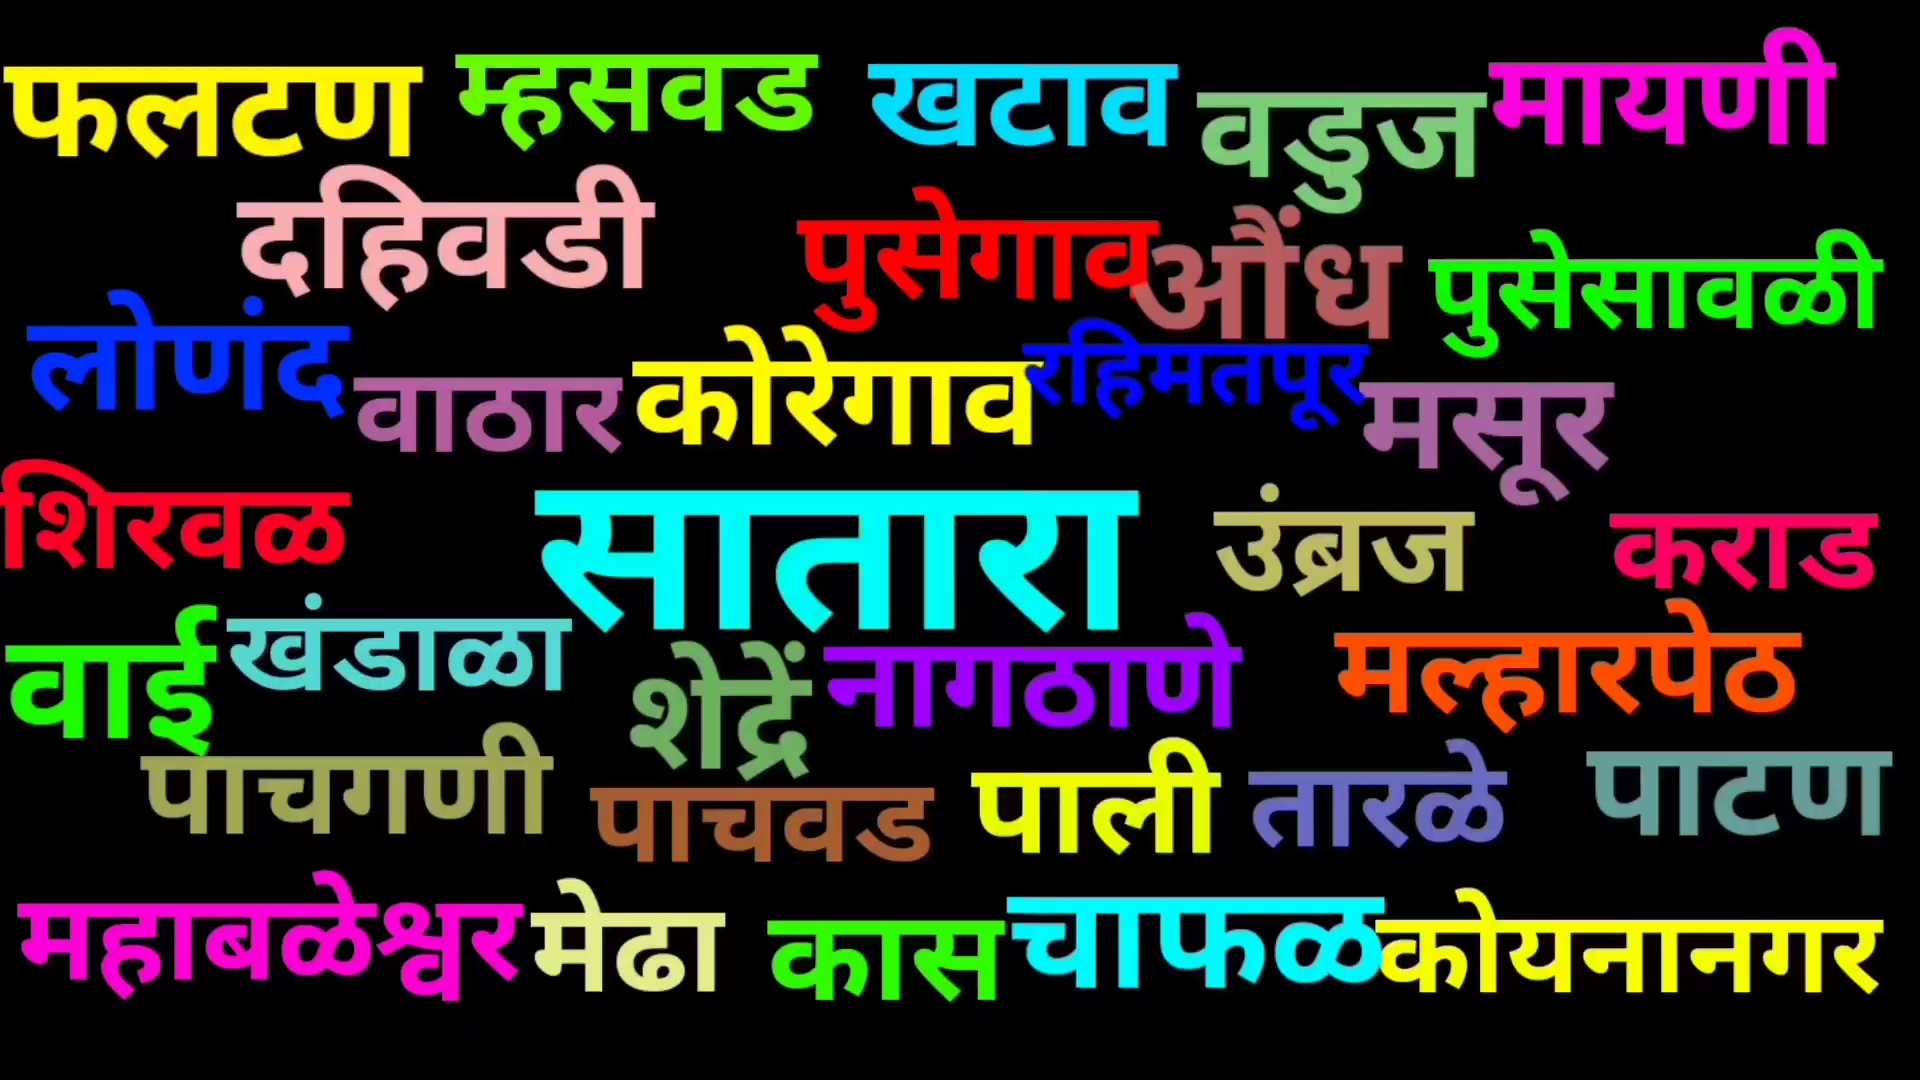 फलटण म्हसवड खटाव वडुज मायणी
दहिवडी पुसेगाव औंध पुसेसावळी
लोणंद वाठार कोरेगाव रहिमतपूर मसूर
शिरवळ सातारा उंब्रज कराड
वाई खंडाळा शेद्रें नागठाणे मल्हारपेठ
पाचगणी पाचवड पाली तारळे पाटण
महाबळेश्वर मेढा कास चाफळ कोयनानगर